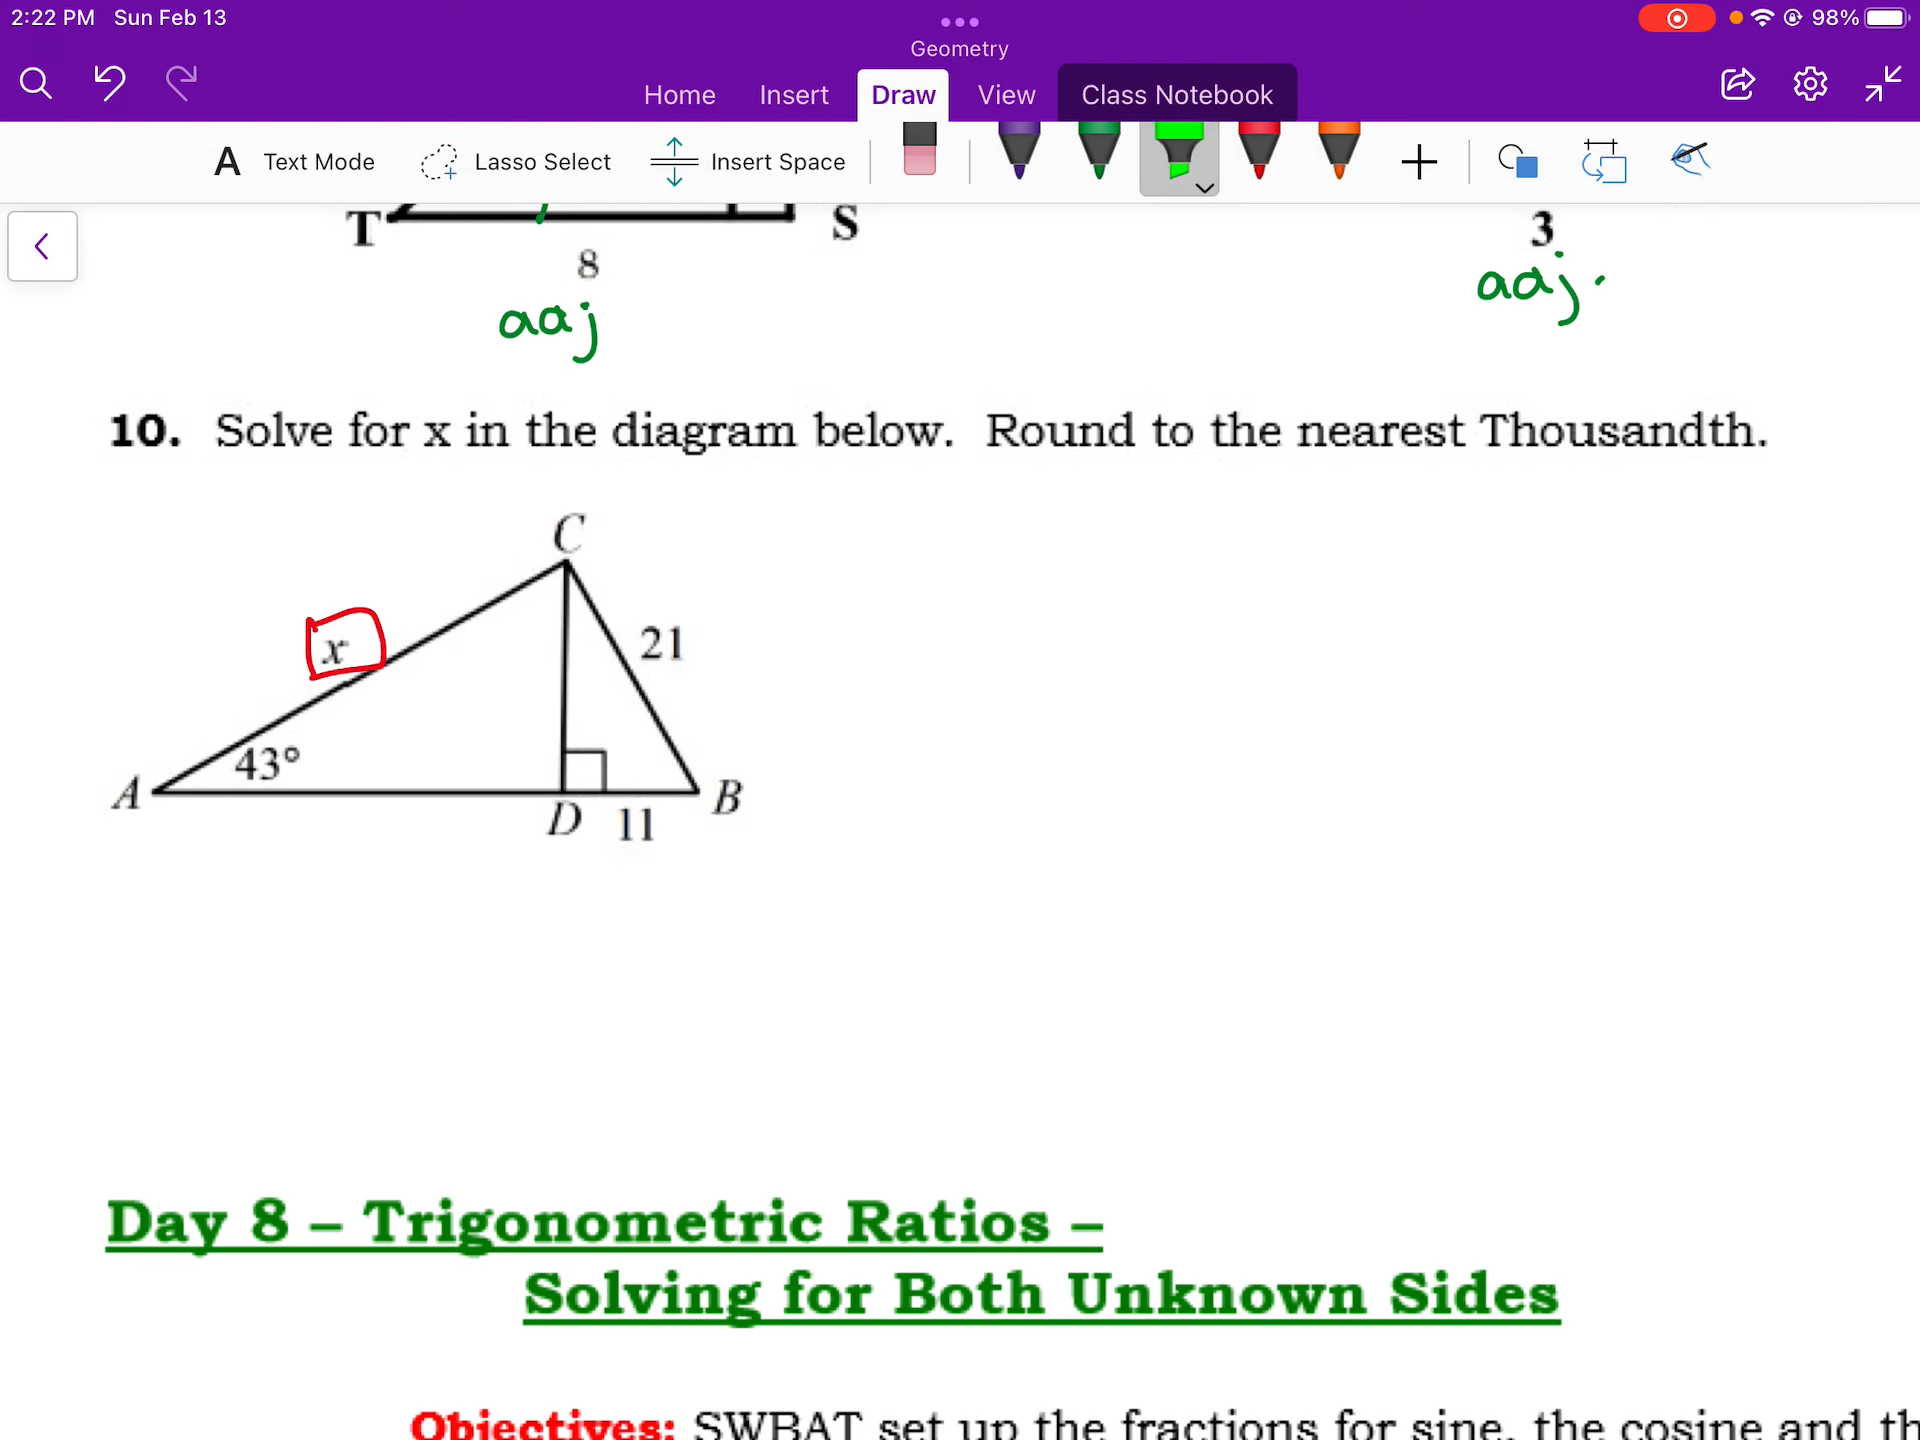 2:22 PM Sun Feb 13
98%
Geometry
Home Insert Draw View Class Notebook
A Text Mode Lasso Select Insert Space
T S 3
8
aaj aaj.
10. Solve for x in the diagram below. Round to the nearest Thousandth.
C
x 21
43°
A B
D 11
Day 8 – Trigonometric Ratios –
Solving for Both Unknown Sides
Objectives: SWBAT set up the fractions for sine, the cosine and th